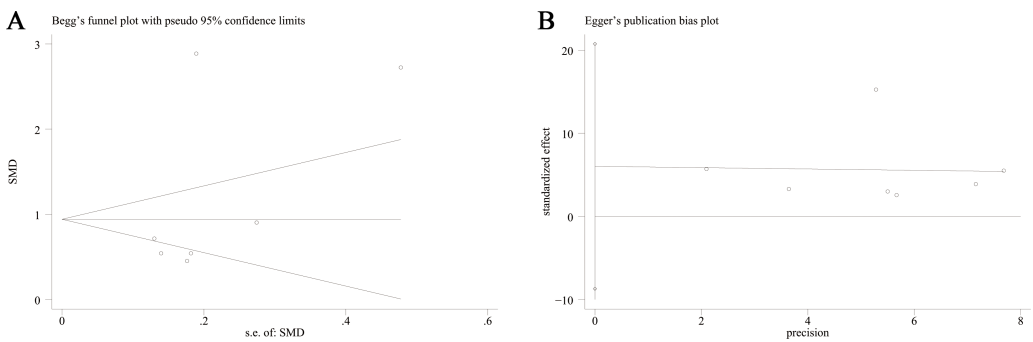 A
Begg's funnel plot with pseudo 95% confidence limits
3
2
1
0
SMD
0
.2
.4
.6
s.e. of: SMD
B
Egger's publication bias plot
20
10
0
−10
standardized effect
0
2
4
6
8
precision